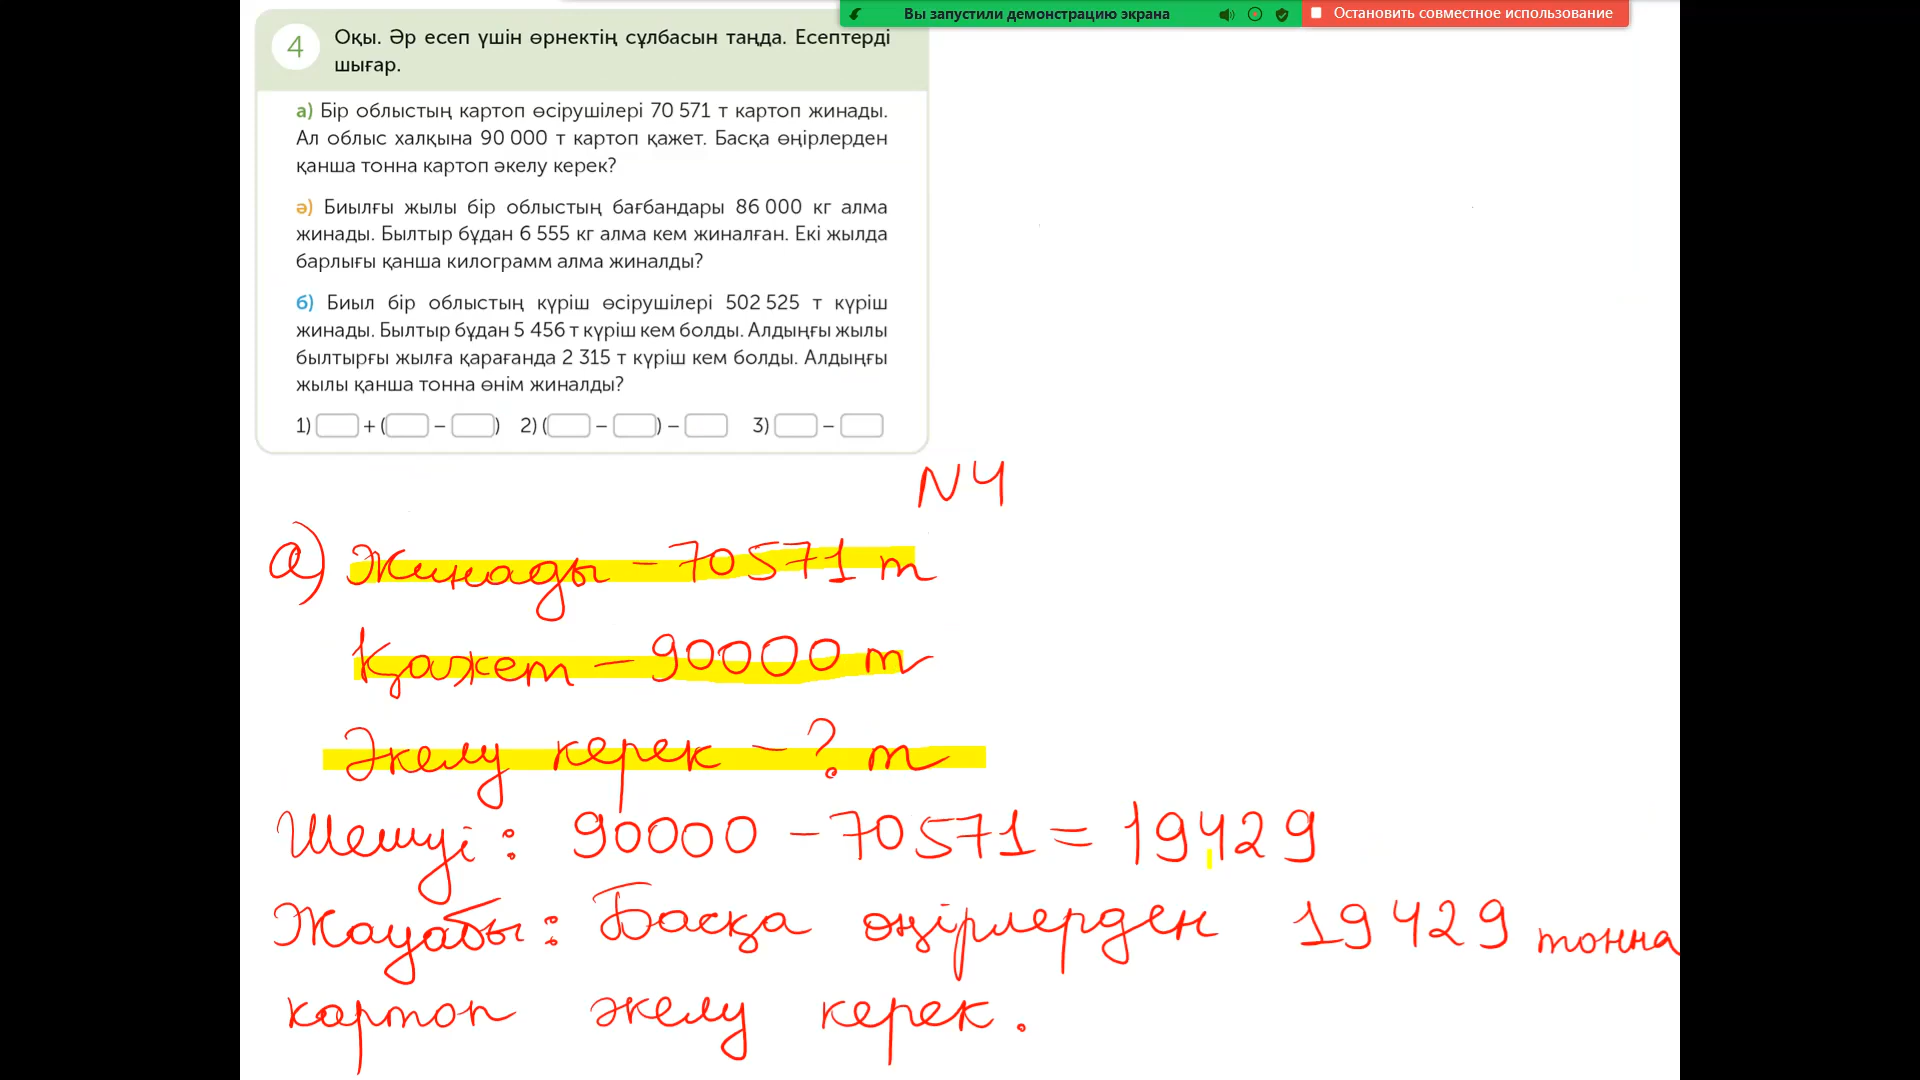 Вы запустили демонстрацию экрана
Остановить совместное использование
4
Оқы. Әр есеп үшін өрнектің сұлбасын таңда. Есептерді
шығар.
а) Бір облыстың картоп өсірушілері 70 571 т картоп жинады.
Ал облыс халқына 90 000 т картоп қажет. Басқа өңірлерден
қанша тонна картоп әкелу керек?
ә) Биылғы жылы бір облыстың бағбандары 86 000 кг алма
жинады. Былтыр бұдан 6 555 кг алма кем жиналған. Екі жылда
барлығы қанша килограмм алма жиналды?
б) Биыл бір облыстың күріш өсірушілері 502 525 т күріш
жинады. Былтыр бұдан 5 456 т күріш кем болды. Алдыңғы жылы
былтырғы жылға қарағанда 2 315 т күріш кем болды. Алдыңғы
жылы қанша тонна өнім жиналды?
1) + ( – ) 2) ( – ) – 3) –
N4
а) Жинады – 70571 т
Қажет – 90000 т
Әкелу керек – ? т
Шешуі: 90000 – 70571 = 19429
Жауабы: Басқа өңірлерден 19429 тонна
картоп әкелу керек.